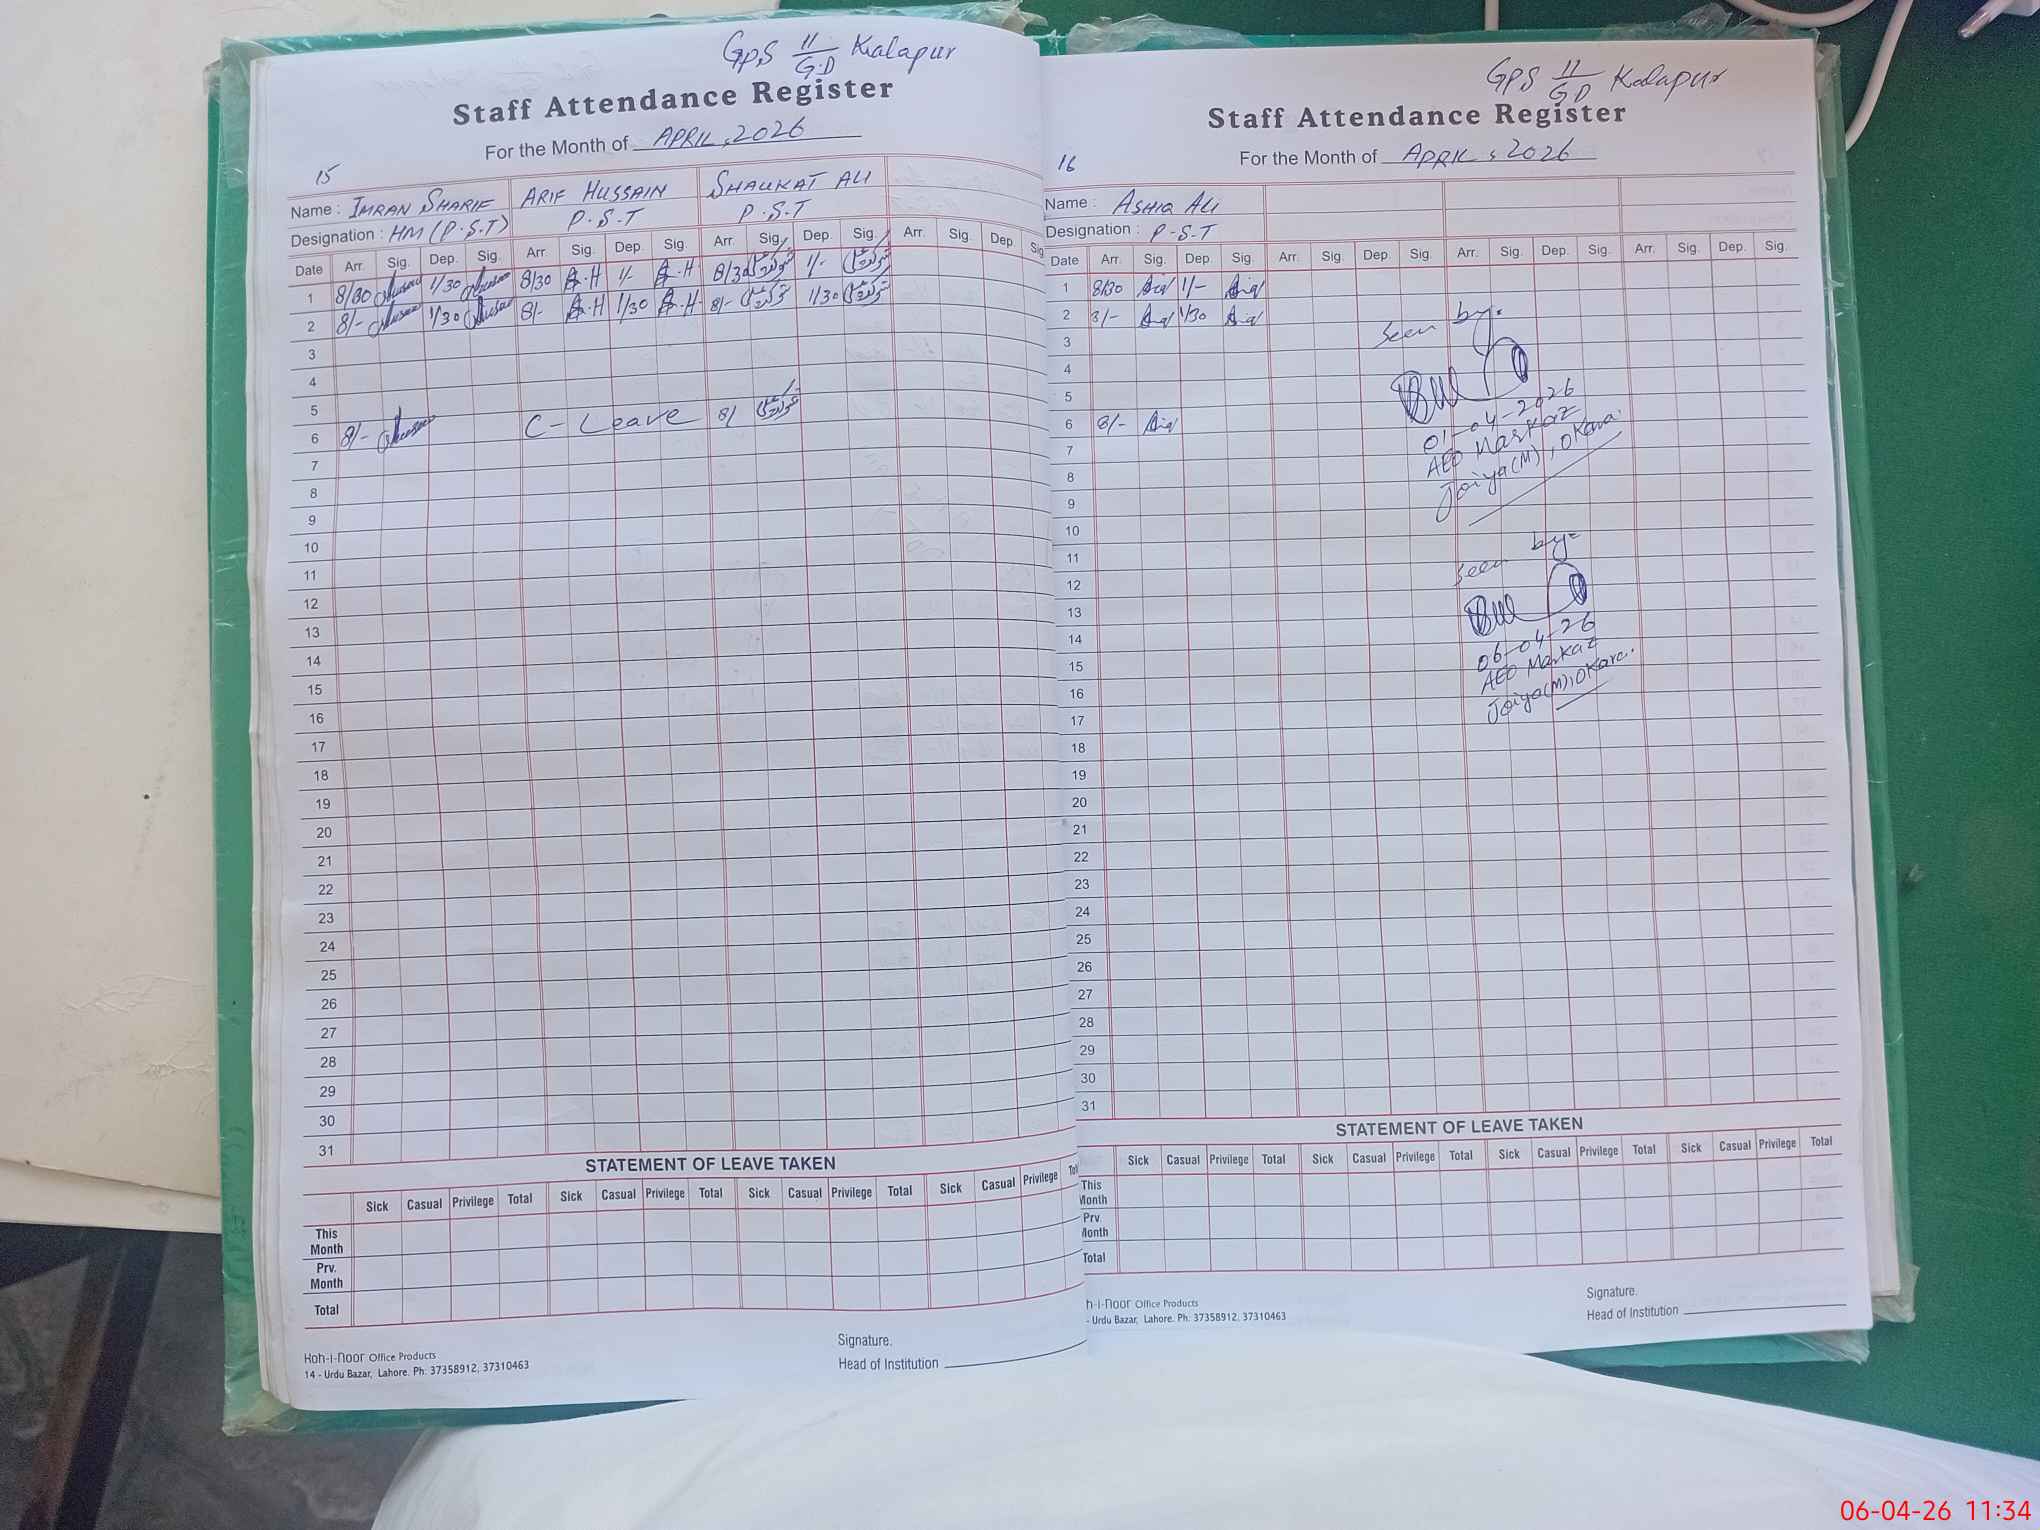 GPS 11/GD Kalapur
Staff Attendance Register
For the Month of APRIL, 2026
15
Name : IMRAN SHARIF ARIF HUSSAIN SHAUKAT ALI
Designation : HM (P.S.T) P.S.T P.S.T
Date Arr. Sig. Dep. Sig. Arr. Sig. Dep. Sig. Arr. Sig. Dep. Sig. Arr. Sig. Dep. Sig
1 8/30 1/30 8/30 A.H 1/- A.H 8/30 شوکت علی 1/- شوکت علی
2 8/- 1/30 8/- A.H 1/30 A.H 8/- شوکت علی 1/30 شوکت علی
3
4
5
6 8/- C- Leave 8/ شوکت علی
7
8
9
10
11
12
13
14
15
16
17
18
19
20
21
22
23
24
25
26
27
28
29
30
31
STATEMENT OF LEAVE TAKEN
Sick Casual Privilege Total Sick Casual Privilege Total Sick Casual Privilege Total Sick Casual Privilege
This Month
Prv. Month
Total
Koh-i-noor Office Products
14 - Urdu Bazar, Lahore. Ph: 37358912, 37310463
Signature.
Head of Institution
GPS 11/GD Kalapur
Staff Attendance Register
For the Month of APRIL, 2026
16
Name : ASHIQ ALI
Designation : P-S-T
Date Arr. Sig. Dep. Sig. Arr. Sig. Dep. Sig. Arr. Sig. Dep. Sig. Arr. Sig. Dep. Sig.
1 8/30 1/-
2 8/- 1/30
3
4
5
6 8/-
7
8
9
10
11
12
13
14
15
16
17
18
19
20
21
22
23
24
25
26
27
28
29
30
31
Seen by:
01-04-2026
AEO Markaz
Joiya(M), Okara.
Seen by:
06-04-26
AEO Markaz
Joiya(M), Okara.
STATEMENT OF LEAVE TAKEN
Sick Casual Privilege Total Sick Casual Privilege Total Sick Casual Privilege Total Sick Casual Privilege Total
This Month
Prv. Month
Total
h-i-noor Office Products
- Urdu Bazar, Lahore. Ph: 37358912, 37310463
Signature.
Head of Institution
06-04-26 11:34